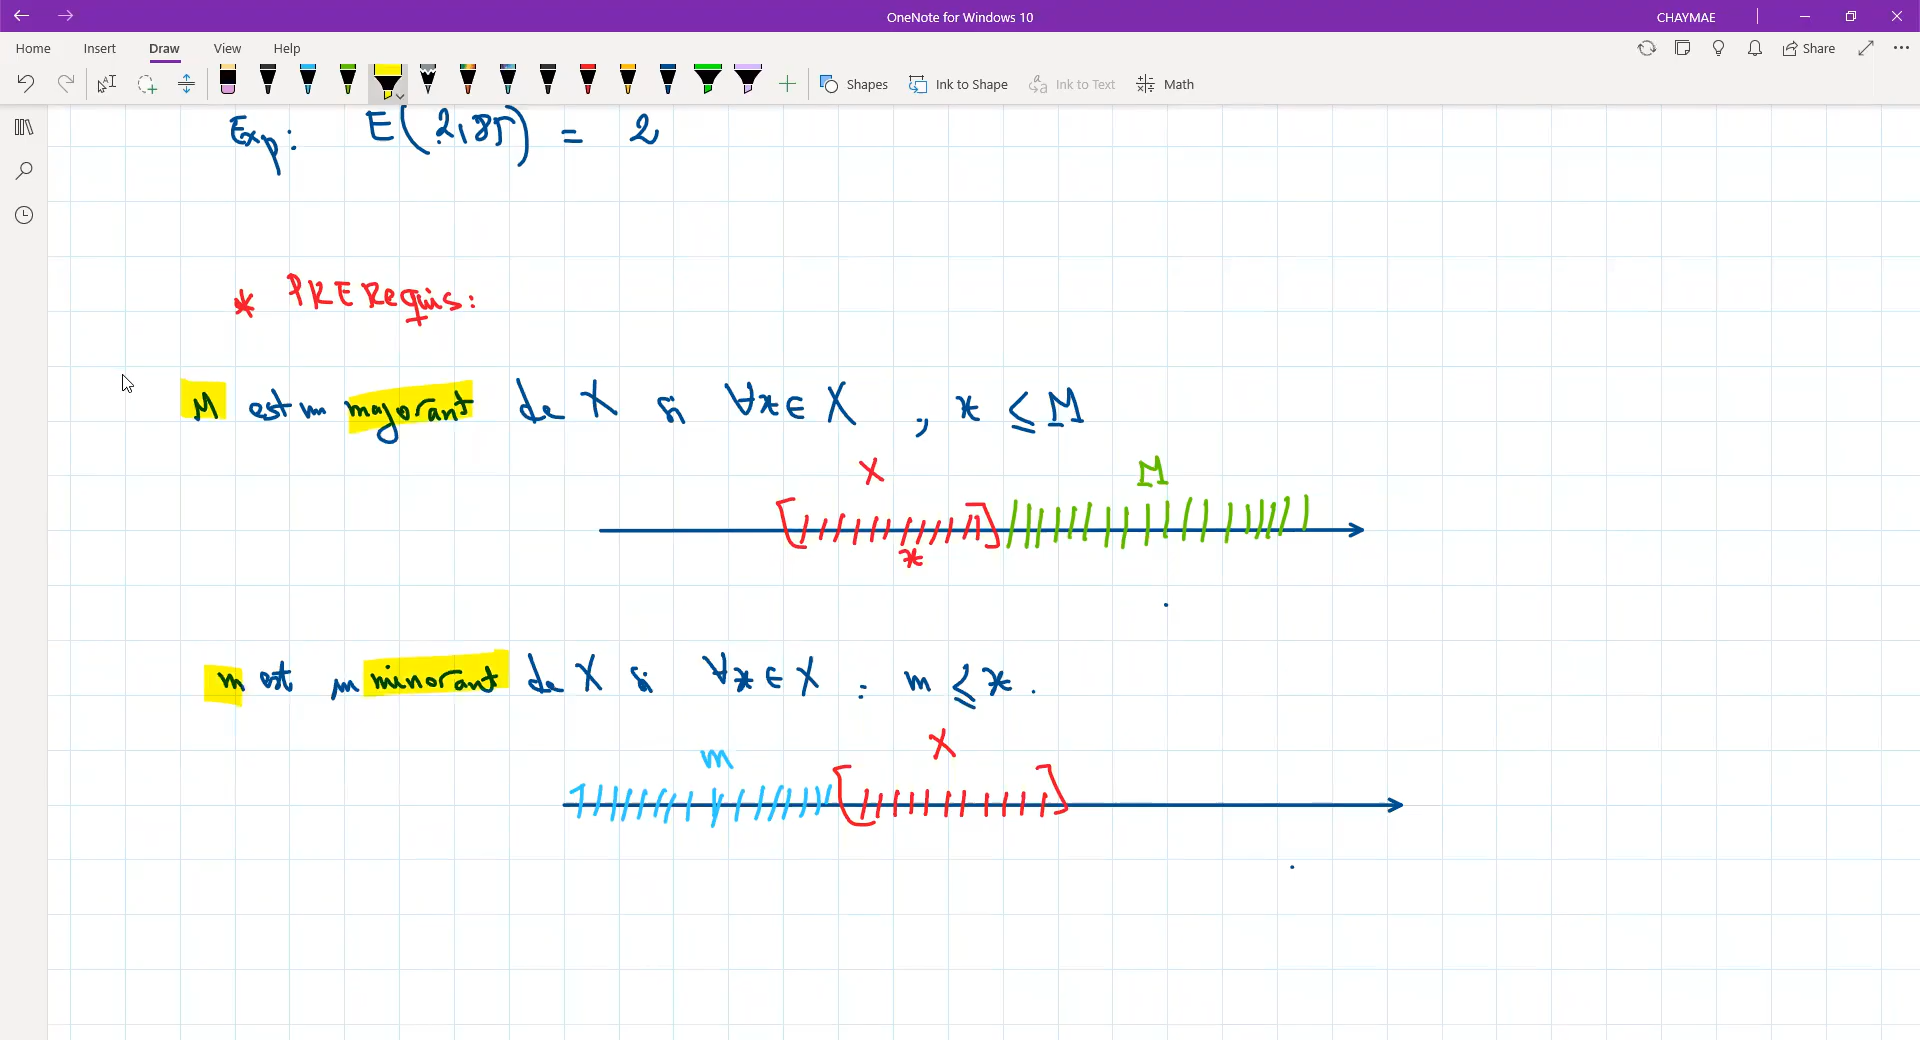 OneNote for Windows 10
CHAYMAE
Home Insert Draw View Help
Share
Shapes Ink to Shape Ink to Text Math
Exp: E(2,85) = 2
* PRERequis:
M est un majorant de X si ∀x∈X , x ≤ M
X M
x
m est un minorant de X si ∀x∈X : m ≤ x.
m X